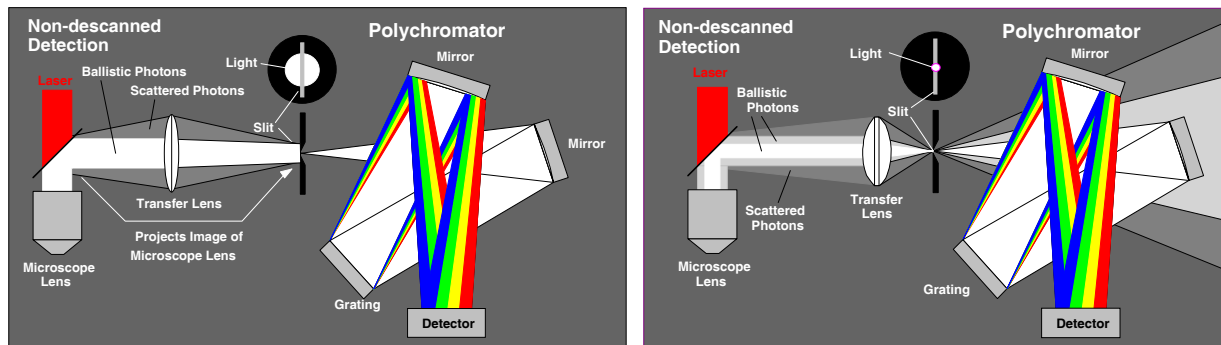 Non-descanned
Detection
Polychromator
Laser
Ballistic Photons
Scattered Photons
Light
Mirror
Slit
Mirror
Transfer Lens
Projects Image of
Microscope Lens
Microscope
Lens
Grating
Detector
Non-descanned
Detection
Polychromator
Laser
Light
Mirror
Ballistic
Photons
Slit
Scattered
Photons
Transfer
Lens
Mirror
Microscope
Lens
Grating
Detector